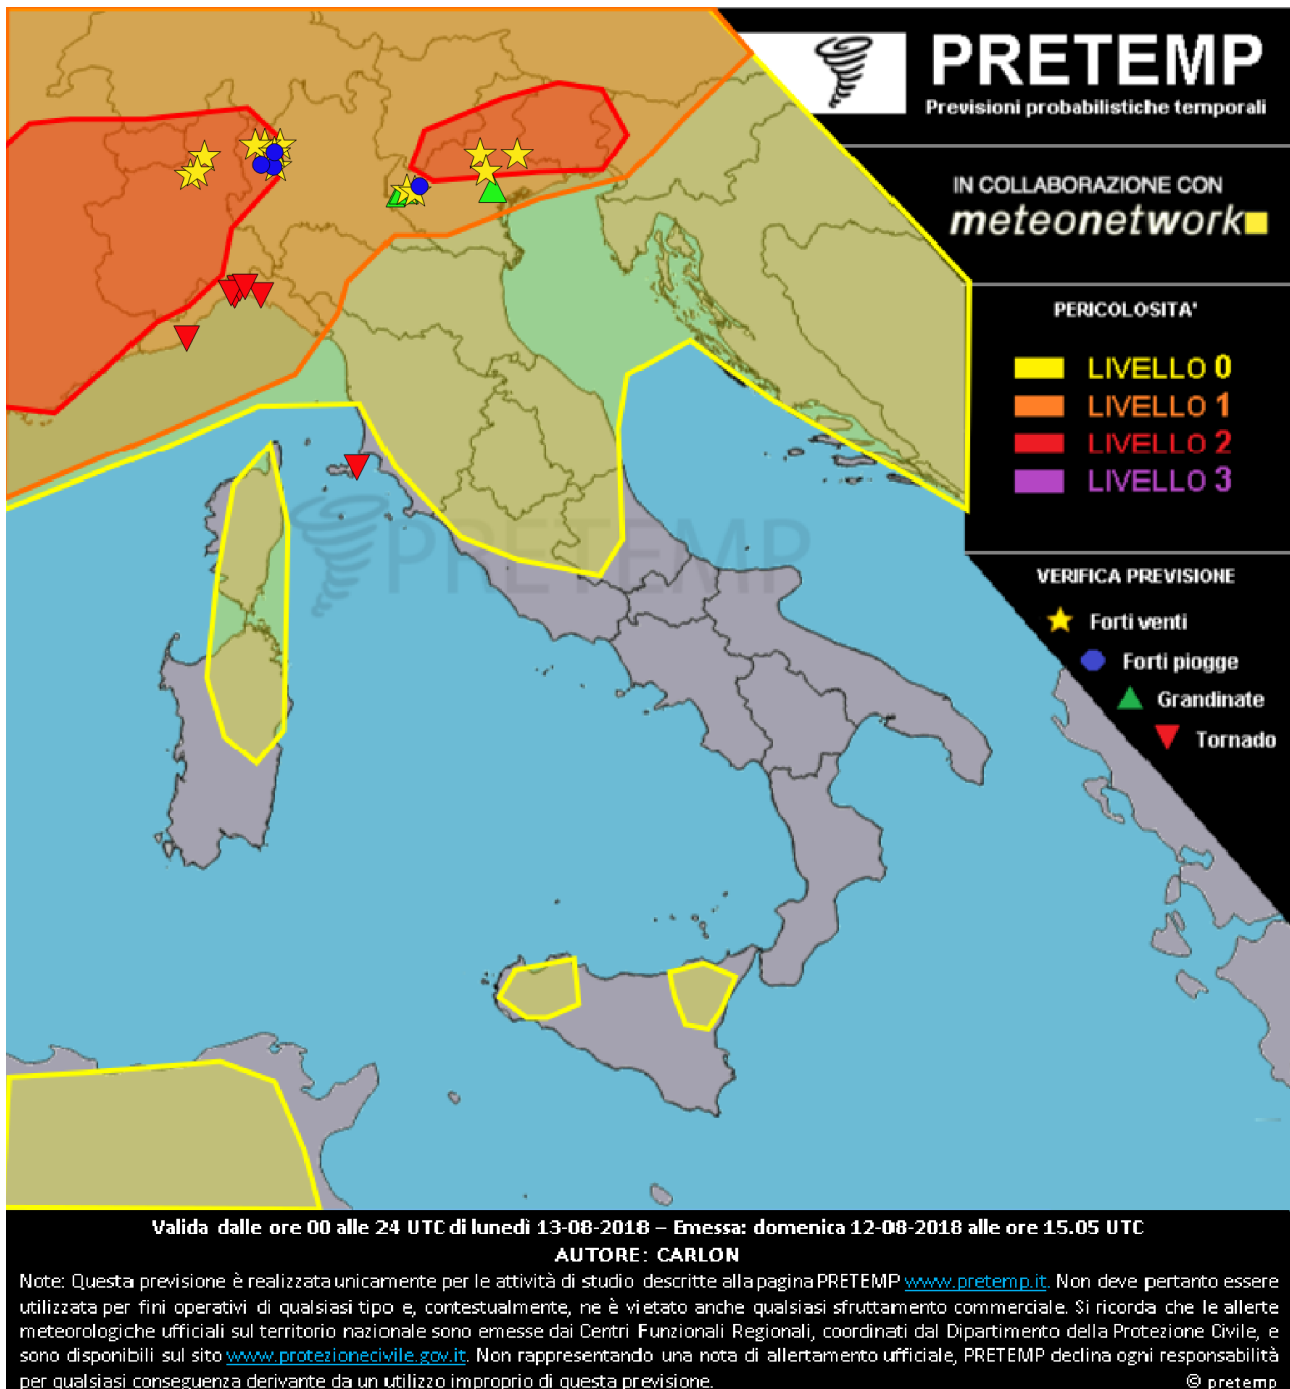 PRETEMP
Previsioni probabilistiche temporali
IN COLLABORAZIONE CON
meteonetwork
PERICOLOSITA'
LIVELLO 0
LIVELLO 1
LIVELLO 2
LIVELLO 3
PRETEMP
VERIFICA PREVISIONE
Forti venti
Forti piogge
Grandinate
Tornado
Valida dalle ore 00 alle 24 UTC di lunedì 13-08-2018 – Emessa: domenica 12-08-2018 alle ore 15.05 UTC
AUTORE: CARLON
Note: Questa previsione è realizzata unicamente per le attività di studio descritte alla pagina PRETEMP www.pretemp.it. Non deve pertanto essere
utilizzata per fini operativi di qualsiasi tipo e, contestualmente, ne è vietato anche qualsiasi sfruttamento commerciale. Si ricorda che le allerte
meteorologiche ufficiali sul territorio nazionale sono emesse dai Centri Funzionali Regionali, coordinati dal Dipartimento della Protezione Civile, e
sono disponibili sul sito www.protezionecivile.gov.it. Non rappresentando una nota di allertamento ufficiale, PRETEMP declina ogni responsabilità
per qualsiasi conseguenza derivante da un utilizzo improprio di questa previsione.
© pretemp